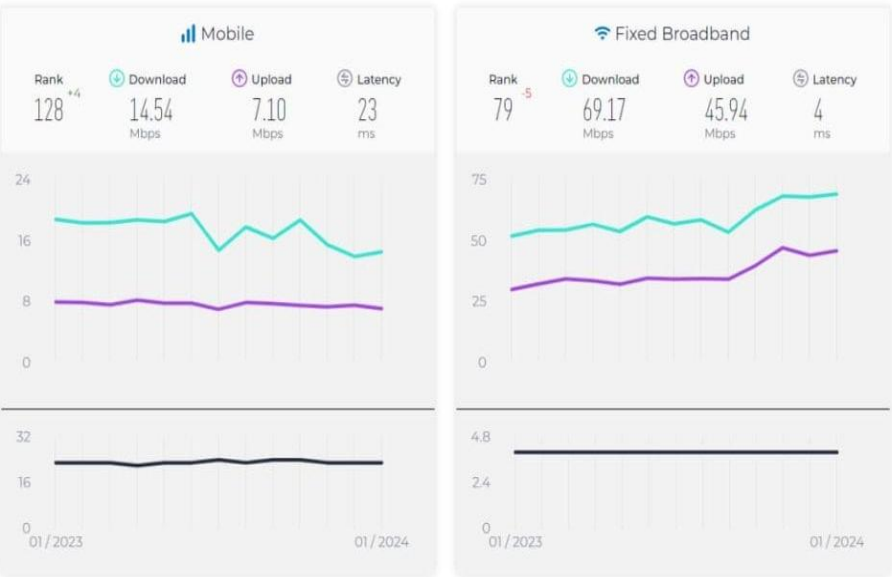 Mobile
Rank Download Upload Latency
128 +4 14.54 7.10 23
Mbps Mbps ms
24
16
8
0
32
16
0
01 / 2023 01 / 2024
Fixed Broadband
Rank Download Upload Latency
79 -5 69.17 45.94 4
Mbps Mbps ms
75
50
25
0
4.8
2.4
0
01 / 2023 01 / 2024